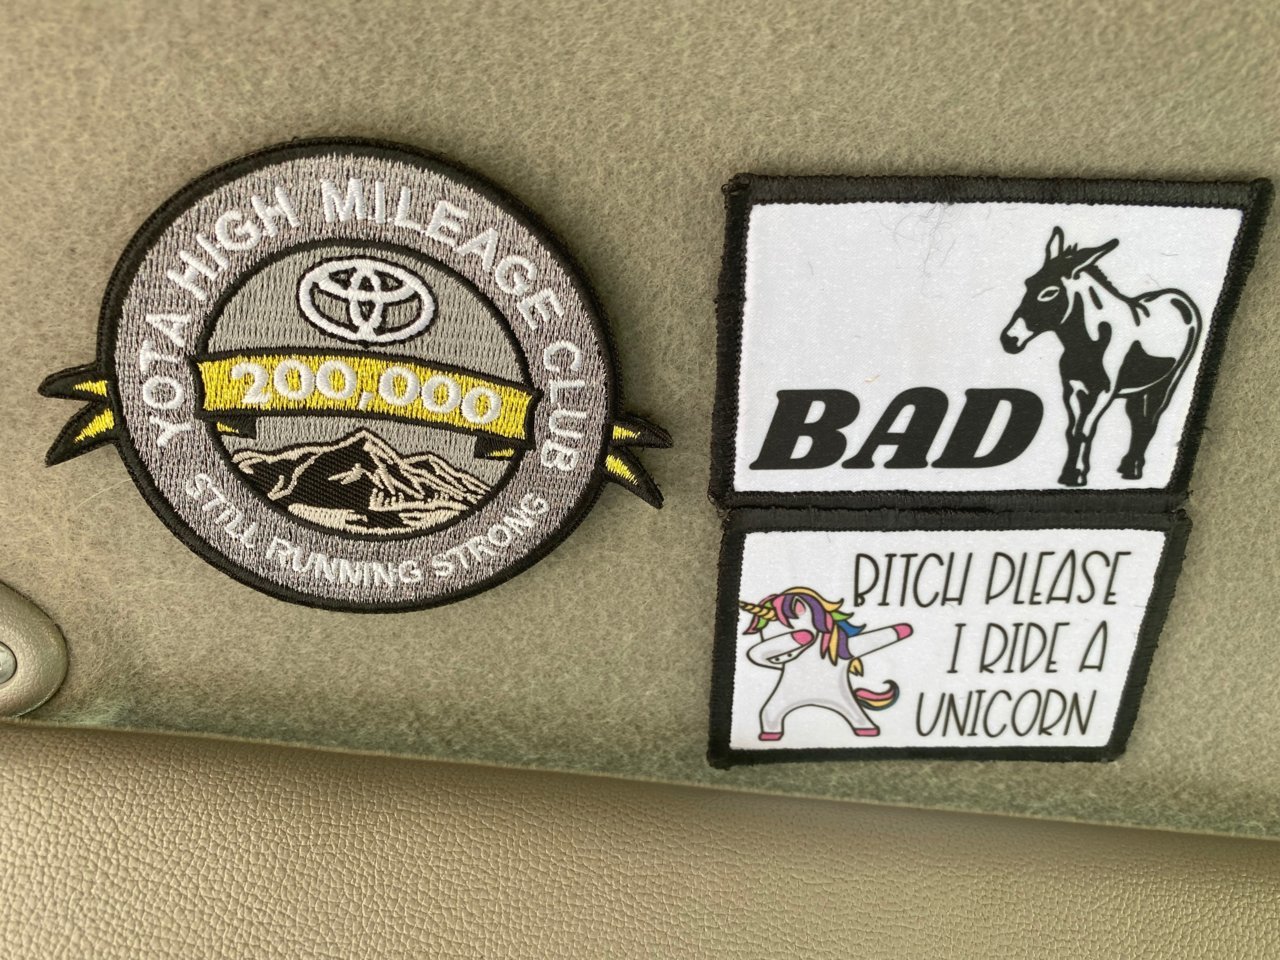 YOTA HIGH MILEAGE CLUB
200,000
STILL RUNNING STRONG
BAD
BITCH PLEASE
I RIDE A
UNICORN